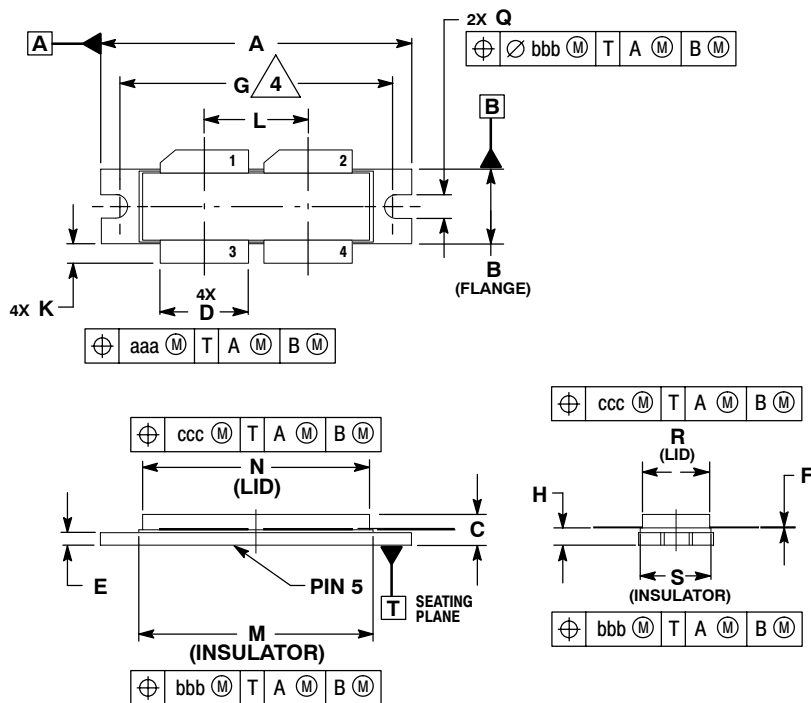 2X Q
⌖ ∅ bbb Ⓜ T A Ⓜ B Ⓜ
A
A
G 4
L
B
1 2
3 4
B
(FLANGE)
4X K
4X
D
⌖ aaa Ⓜ T A Ⓜ B Ⓜ
⌖ ccc Ⓜ T A Ⓜ B Ⓜ
N
(LID)
C
E
PIN 5
T SEATING
PLANE
M
(INSULATOR)
⌖ bbb Ⓜ T A Ⓜ B Ⓜ
⌖ ccc Ⓜ T A Ⓜ B Ⓜ
R
(LID)
F
H
S
(INSULATOR)
⌖ bbb Ⓜ T A Ⓜ B Ⓜ